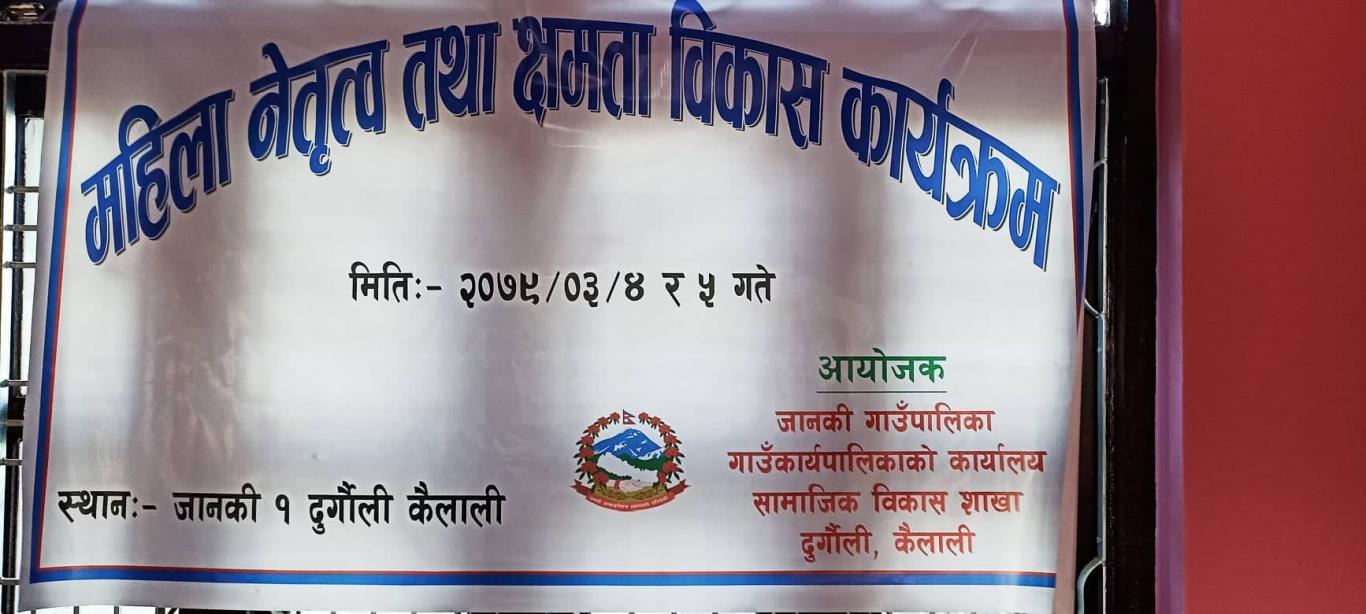 महिला नेतृत्व तथा क्षमता विकास कार्यक्रम
मितिः- २०७९/०३/४ र ५ गते
आयोजक
जानकी गाउँपालिका
गाउँकार्यपालिकाको कार्यालय
सामाजिक विकास शाखा
दुर्गौली, कैलाली
स्थानः- जानकी १ दुर्गौली कैलाली